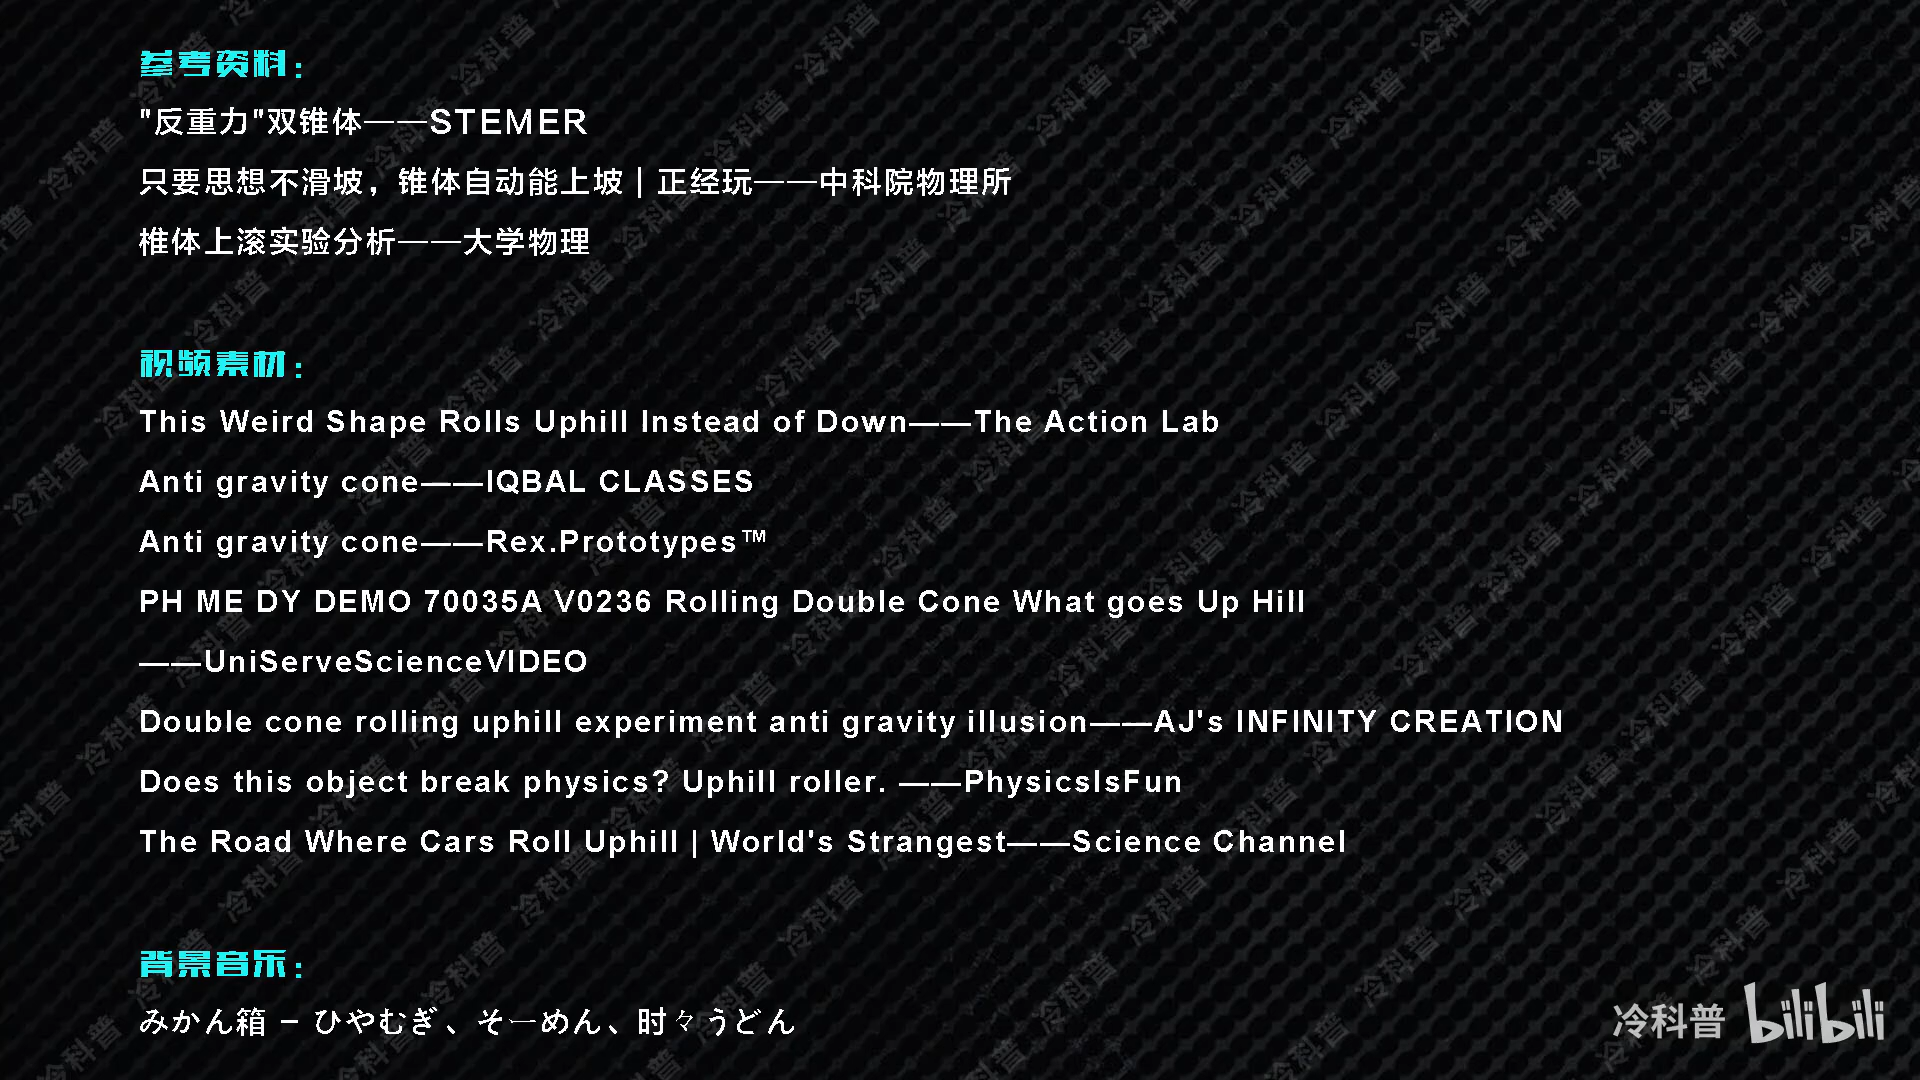 参考资料：
"反重力"双锥体——STEMER
只要思想不滑坡，锥体自动能上坡 | 正经玩——中科院物理所
椎体上滚实验分析——大学物理
视频素材：
This Weird Shape Rolls Uphill Instead of Down——The Action Lab
Anti gravity cone——IQBAL CLASSES
Anti gravity cone——Rex.Prototypes™
PH ME DY DEMO 70035A V0236 Rolling Double Cone What goes Up Hill
——UniServeScienceVIDEO
Double cone rolling uphill experiment anti gravity illusion——AJ's INFINITY CREATION
Does this object break physics? Uphill roller. ——PhysicsIsFun
The Road Where Cars Roll Uphill | World's Strangest——Science Channel
背景音乐：
みかん箱 – ひやむぎ、そーめん、时々うどん
冷科普 bilibili